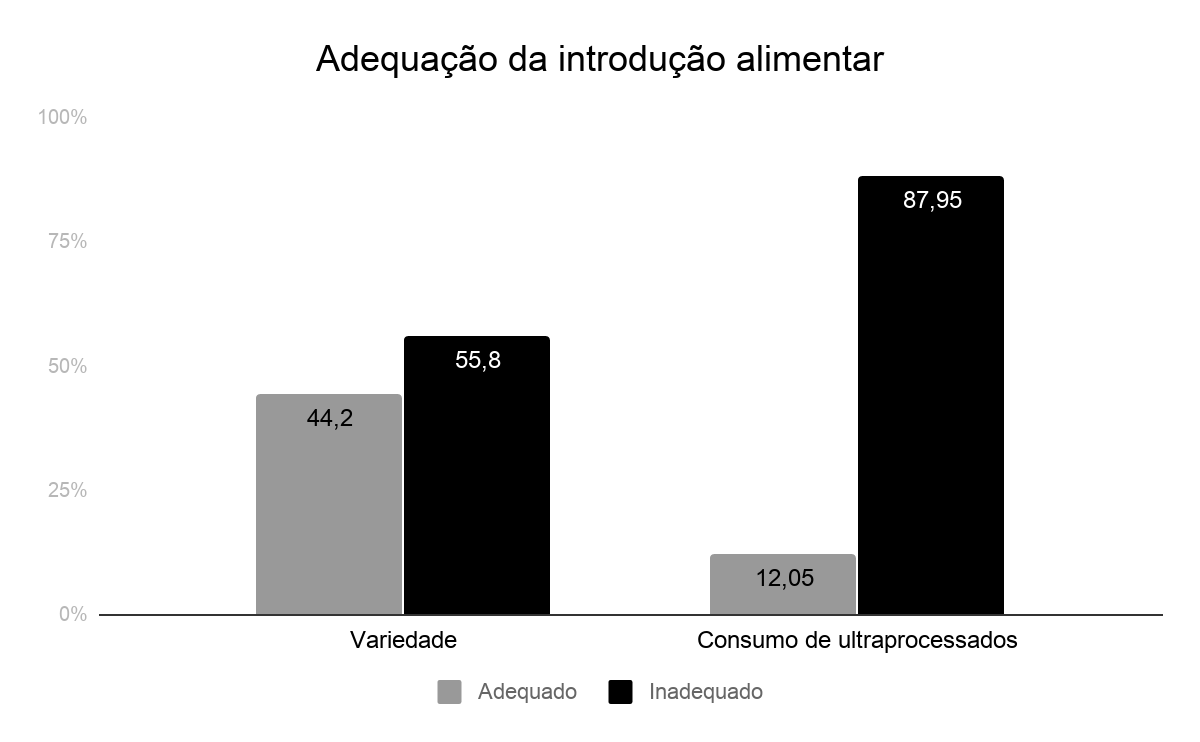 Adequação da introdução alimentar
100%
75%
50%
25%
0%
44,2
55,8
12,05
87,95
Variedade
Consumo de ultraprocessados
Adequado
Inadequado